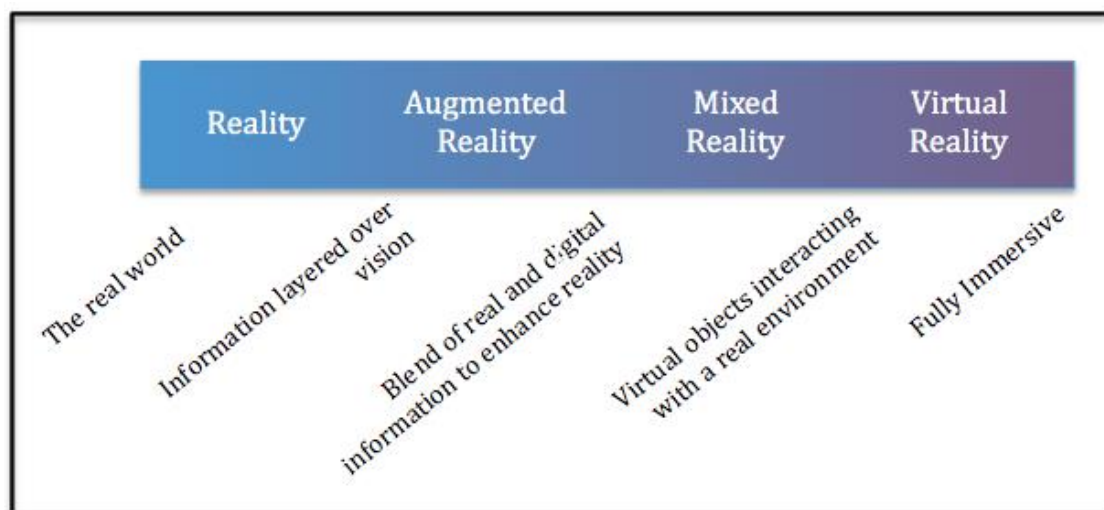 Reality
Augmented
Reality
Mixed
Reality
Virtual
Reality
The real world
Information layered over
vision
Blend of real and digital
information to enhance reality
Virtual objects interacting
with a real environment
Fully Immersive